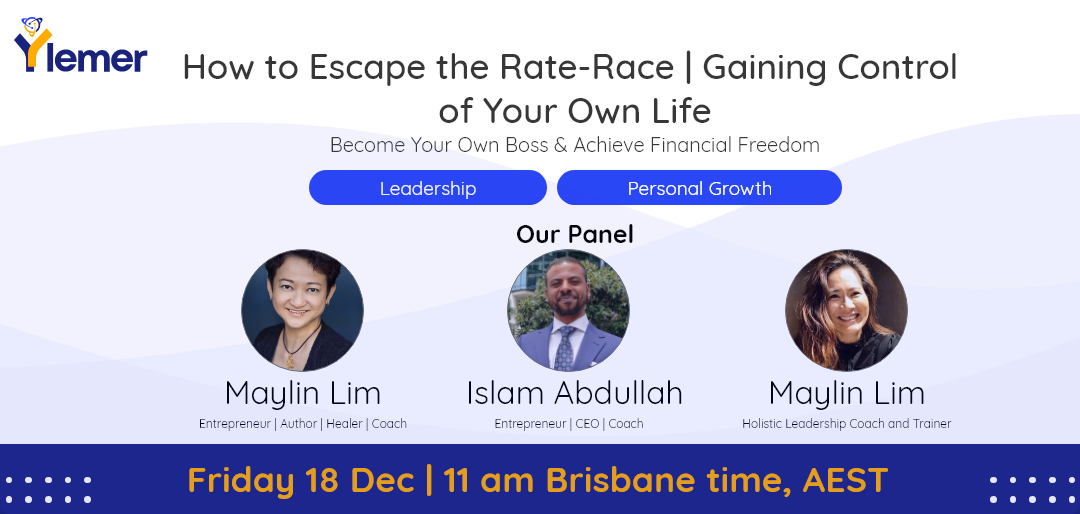 Ylemer
How to Escape the Rate-Race | Gaining Control
of Your Own Life
Become Your Own Boss & Achieve Financial Freedom
Leadership
Personal Growth
Our Panel
Maylin Lim
Entrepreneur | Author | Healer | Coach
Islam Abdullah
Entrepreneur | CEO | Coach
Maylin Lim
Holistic Leadership Coach and Trainer
Friday 18 Dec | 11 am Brisbane time, AEST